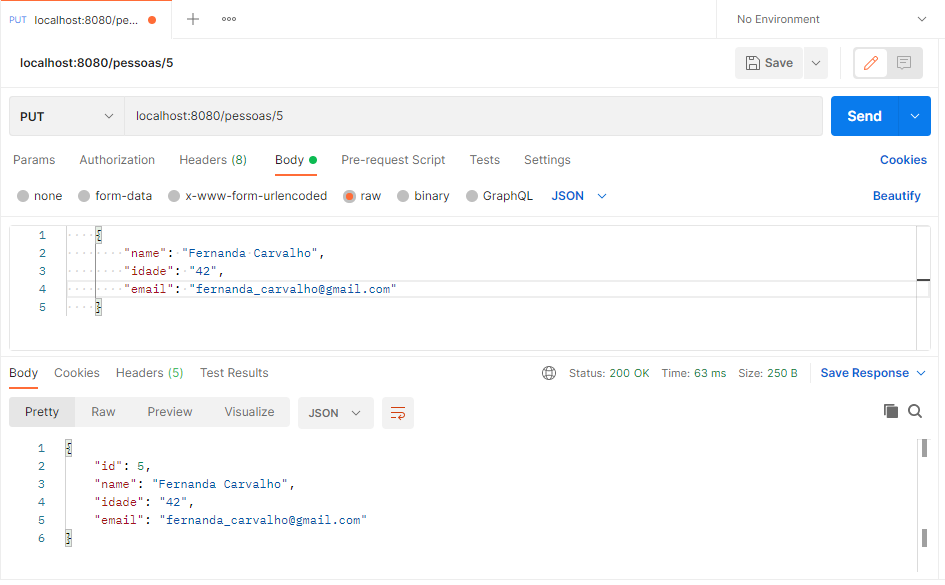 PUT localhost:8080/pe... No Environment
localhost:8080/pessoas/5 Save
PUT localhost:8080/pessoas/5 Send
Params Authorization Headers (8) Body Pre-request Script Tests Settings Cookies
none form-data x-www-form-urlencoded raw binary GraphQL JSON Beautify
1 {
2 "name": "Fernanda Carvalho",
3 "idade": "42",
4 "email": "fernanda_carvalho@gmail.com"
5 }
Body Cookies Headers (5) Test Results Status: 200 OK Time: 63 ms Size: 250 B Save Response
Pretty Raw Preview Visualize JSON
1 {
2 "id": 5,
3 "name": "Fernanda Carvalho",
4 "idade": "42",
5 "email": "fernanda_carvalho@gmail.com"
6 }